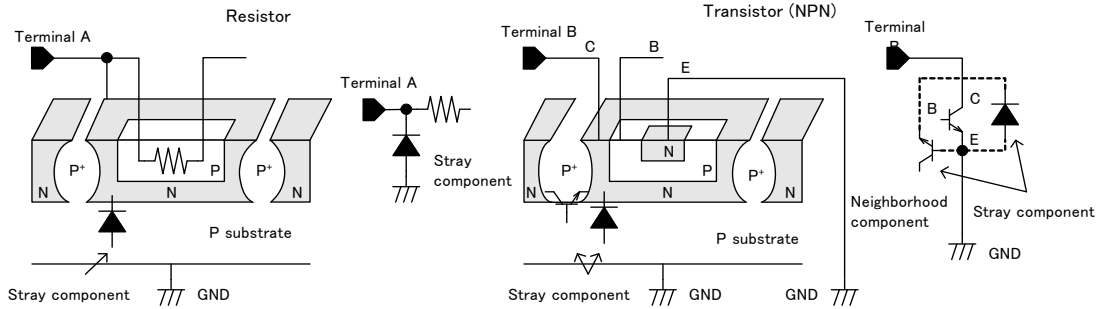 Resistor
Terminal A
N
P⁺
N
P
P⁺
N
P substrate
Stray component
GND
Terminal A
Stray
component
Transistor (NPN)
Terminal B
C
B
E
N
P⁺
N
N
P
P⁺
N
P substrate
Stray component
GND
GND
Terminal
B
C
B
E
Neighborhood
component
Stray component
GND